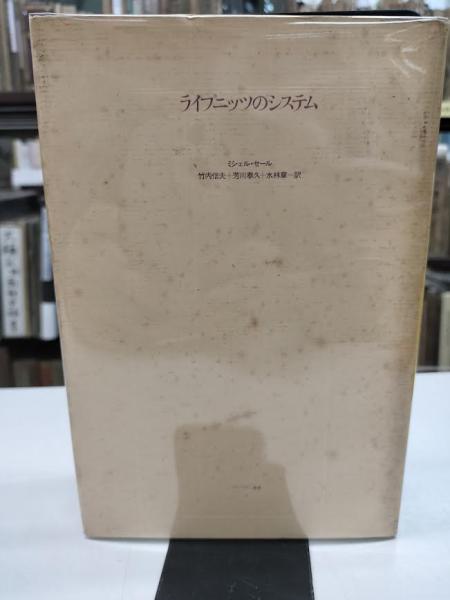 ライプニッツのシステム
ミシェル・セール
竹内信夫+芳川泰久+水林章=訳